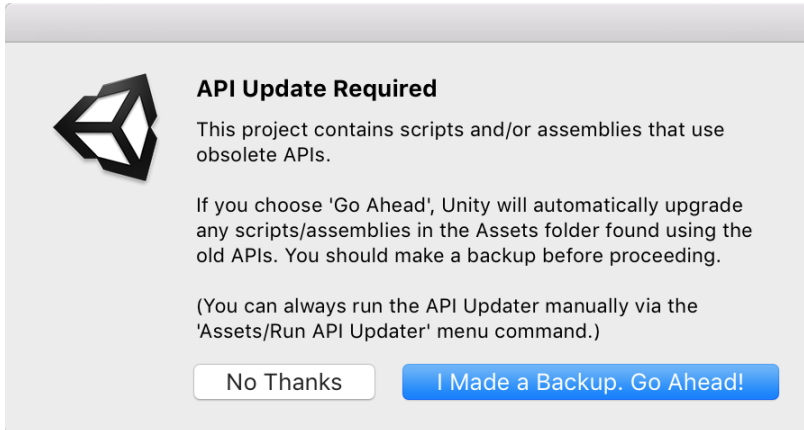 API Update Required
This project contains scripts and/or assemblies that use
obsolete APIs.
If you choose 'Go Ahead', Unity will automatically upgrade
any scripts/assemblies in the Assets folder found using the
old APIs. You should make a backup before proceeding.
(You can always run the API Updater manually via the
'Assets/Run API Updater' menu command.)
No Thanks
I Made a Backup. Go Ahead!